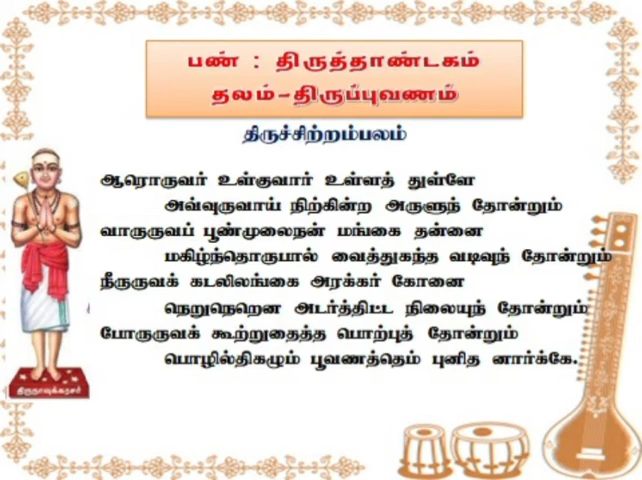 பண் : திருத்தாண்டகம்
தலம்-திருப்புவணம்
திருச்சிற்றம்பலம்
ஆரொருவர் உள்குவார் உள்ளத் துள்ளே
அவ்வுருவாய் நிற்கின்ற அருளுந் தோன்றும்
வாருருவப் பூண்முலைநன் மங்கை தன்னை
மகிழ்ந்தொருபால் வைத்துகந்த வடிவுந் தோன்றும்
நீருருவக் கடலிலங்கை அரக்கர் கோனை
நெறுநெறென அடர்த்திட்ட நிலையுந் தோன்றும்
போருருவக் கூற்றுதைத்த பொற்புத் தோன்றும்
பொழில்திகழும் பூவணத்தெம் புனித னார்க்கே.
திருநாவுக்கரசர்